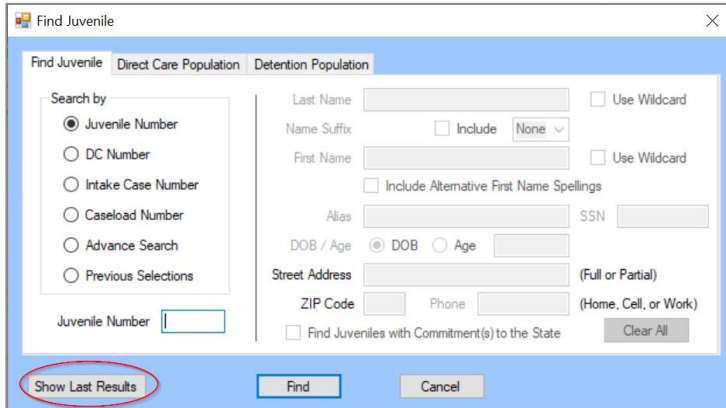 Find Juvenile
Find Juvenile Direct Care Population Detention Population
Search by
Juvenile Number
DC Number
Intake Case Number
Caseload Number
Advance Search
Previous Selections
Juvenile Number
Last Name Use Wildcard
Name Suffix Include None
First Name Use Wildcard
Include Alternative First Name Spellings
Alias SSN
DOB / Age DOB Age
Street Address (Full or Partial)
ZIP Code Phone (Home, Cell, or Work)
Find Juveniles with Commitment(s) to the State Clear All
Show Last Results Find Cancel